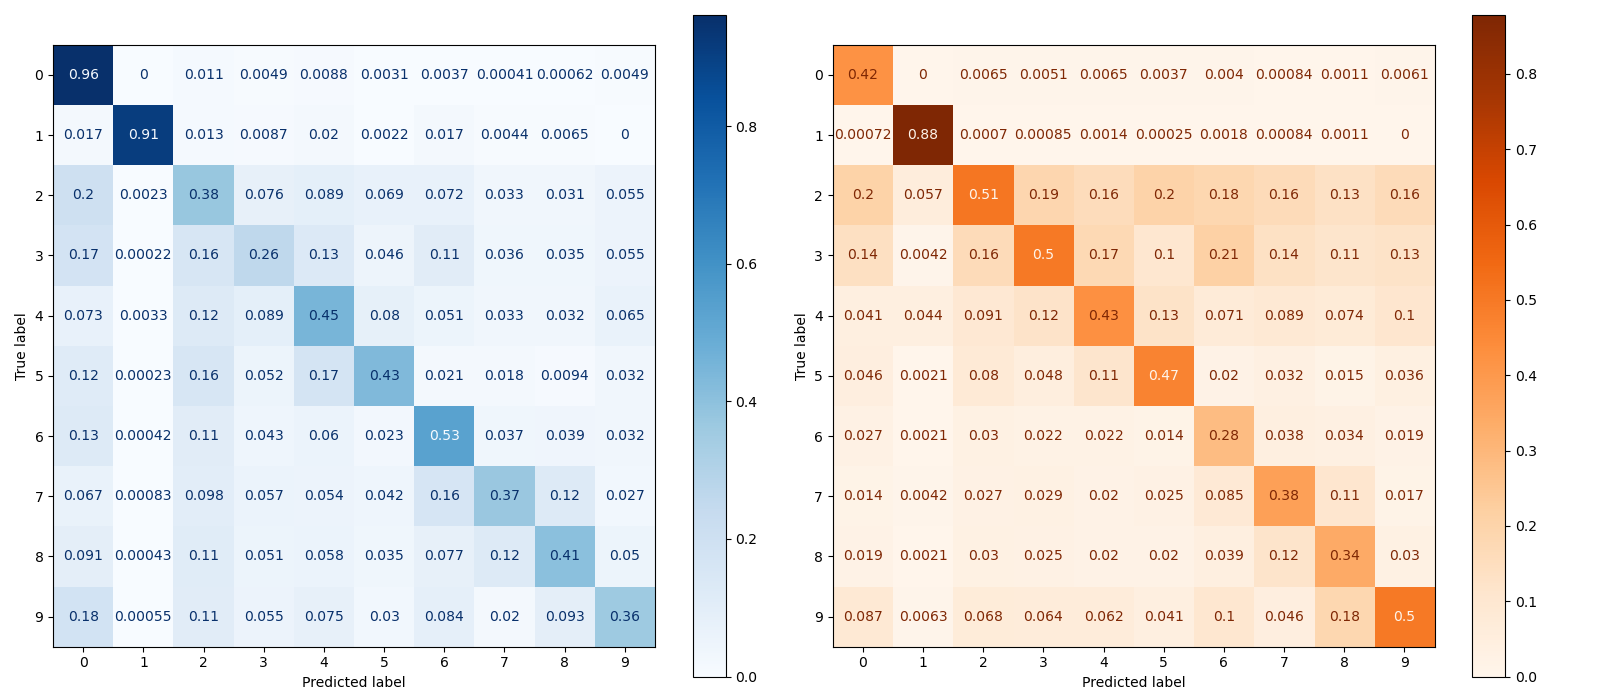 0 0.96 0 0.011 0.0049 0.0088 0.0031 0.0037 0.00041 0.00062 0.0049
1 0.017 0.91 0.013 0.0087 0.02 0.0022 0.017 0.0044 0.0065 0
2 0.2 0.0023 0.38 0.076 0.089 0.069 0.072 0.033 0.031 0.055
3 0.17 0.00022 0.16 0.26 0.13 0.046 0.11 0.036 0.035 0.055
4 0.073 0.0033 0.12 0.089 0.45 0.08 0.051 0.033 0.032 0.065
5 0.12 0.00023 0.16 0.052 0.17 0.43 0.021 0.018 0.0094 0.032
6 0.13 0.00042 0.11 0.043 0.06 0.023 0.53 0.037 0.039 0.032
7 0.067 0.00083 0.098 0.057 0.054 0.042 0.16 0.37 0.12 0.027
8 0.091 0.00043 0.11 0.051 0.058 0.035 0.077 0.12 0.41 0.05
9 0.18 0.00055 0.11 0.055 0.075 0.03 0.084 0.02 0.093 0.36
0 1 2 3 4 5 6 7 8 9
Predicted label
True label
0.8
0.6
0.4
0.2
0.0
0 0.42 0 0.0065 0.0051 0.0065 0.0037 0.004 0.00084 0.0011 0.0061
1 0.00072 0.88 0.0007 0.00085 0.0014 0.00025 0.0018 0.00084 0.0011 0
2 0.2 0.057 0.51 0.19 0.16 0.2 0.18 0.16 0.13 0.16
3 0.14 0.0042 0.16 0.5 0.17 0.1 0.21 0.14 0.11 0.13
4 0.041 0.044 0.091 0.12 0.43 0.13 0.071 0.089 0.074 0.1
5 0.046 0.0021 0.08 0.048 0.11 0.47 0.02 0.032 0.015 0.036
6 0.027 0.0021 0.03 0.022 0.022 0.014 0.28 0.038 0.034 0.019
7 0.014 0.0042 0.027 0.029 0.02 0.025 0.085 0.38 0.11 0.017
8 0.019 0.0021 0.03 0.025 0.02 0.02 0.039 0.12 0.34 0.03
9 0.087 0.0063 0.068 0.064 0.062 0.041 0.1 0.046 0.18 0.5
0 1 2 3 4 5 6 7 8 9
Predicted label
True label
0.8
0.7
0.6
0.5
0.4
0.3
0.2
0.1
0.0